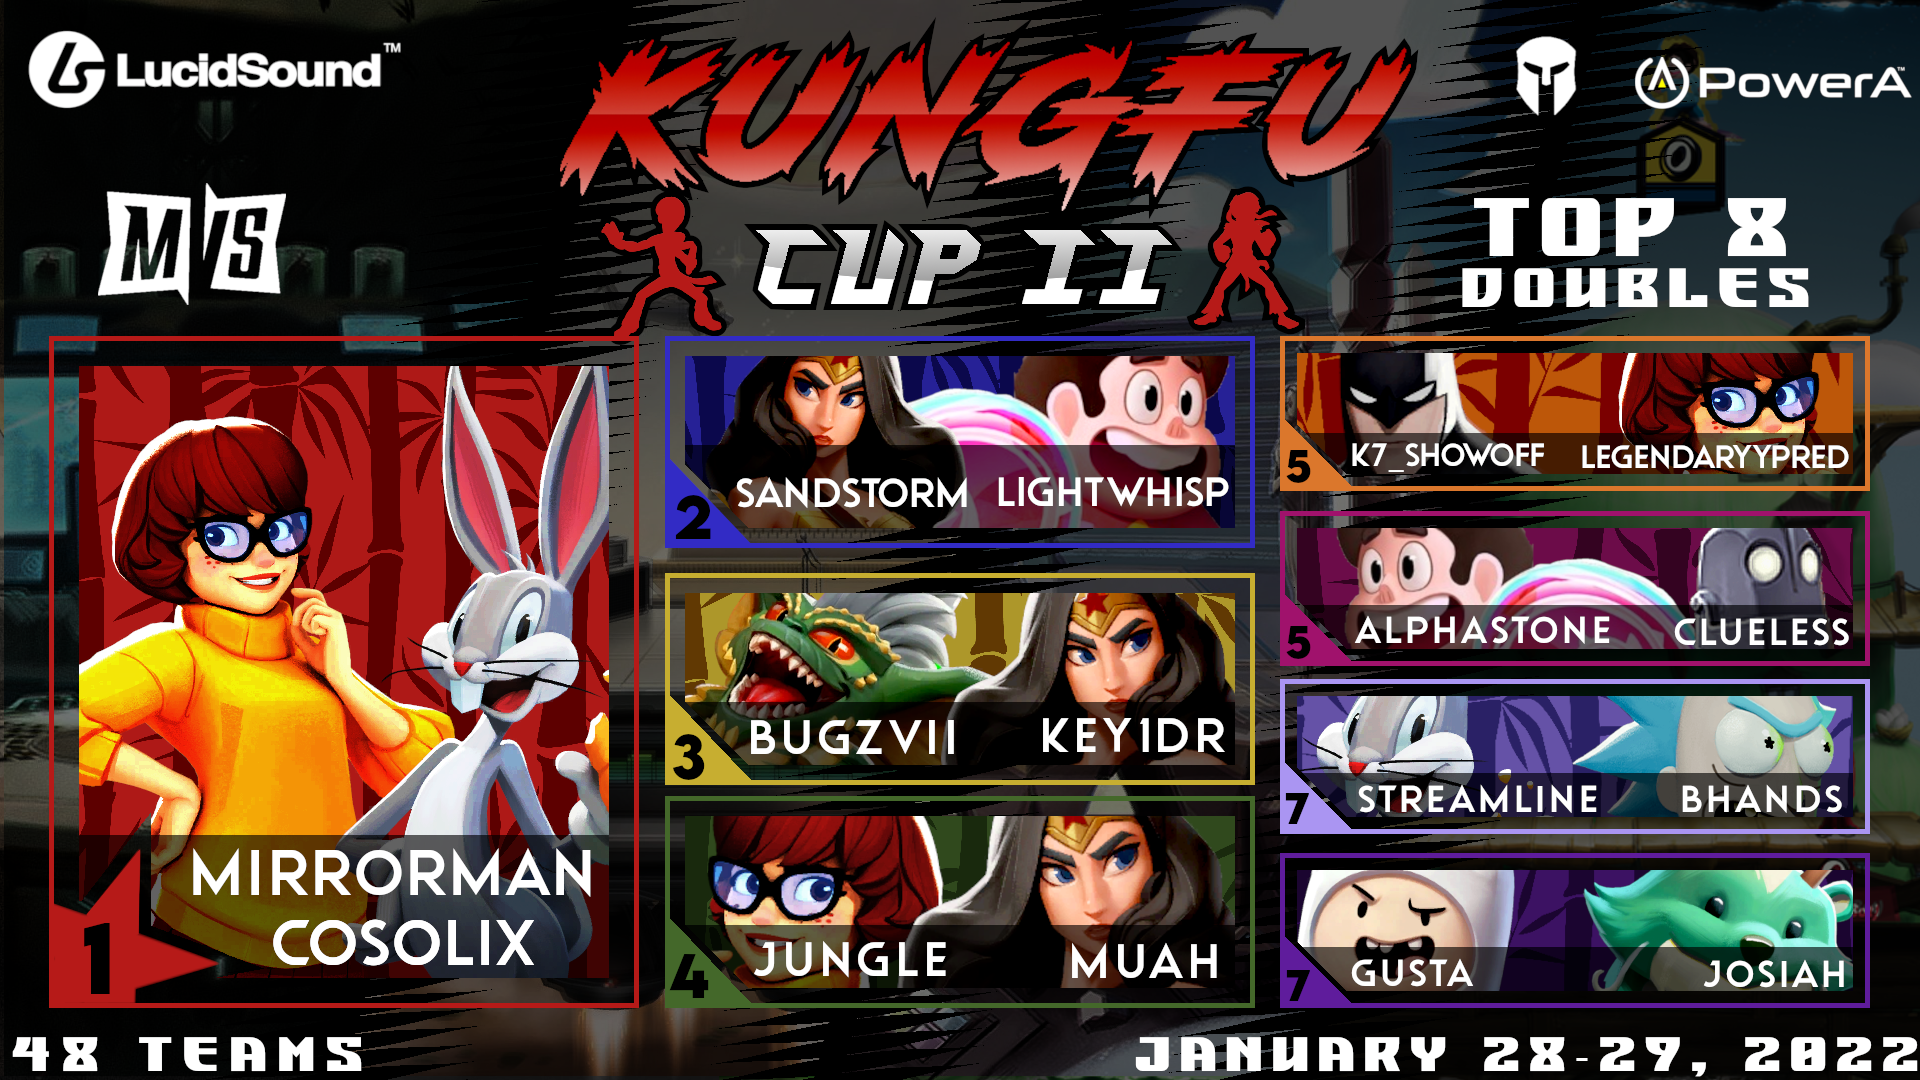 LucidSound™
KUNGFU
CUP II
PowerA™
M/S
TOP 8
DOUBLES
MIRRORMAN
COSOLIX
1
SANDSTORM LIGHTWHISP
2
BUGZVII KEY1DR
3
JUNGLE MUAH
4
K7_SHOWOFF LEGENDARYYPRED
5
ALPHASTONE CLUELESS
5
STREAMLINE BHANDS
7
GUSTA JOSIAH
7
48 TEAMS
JANUARY 28-29, 2022